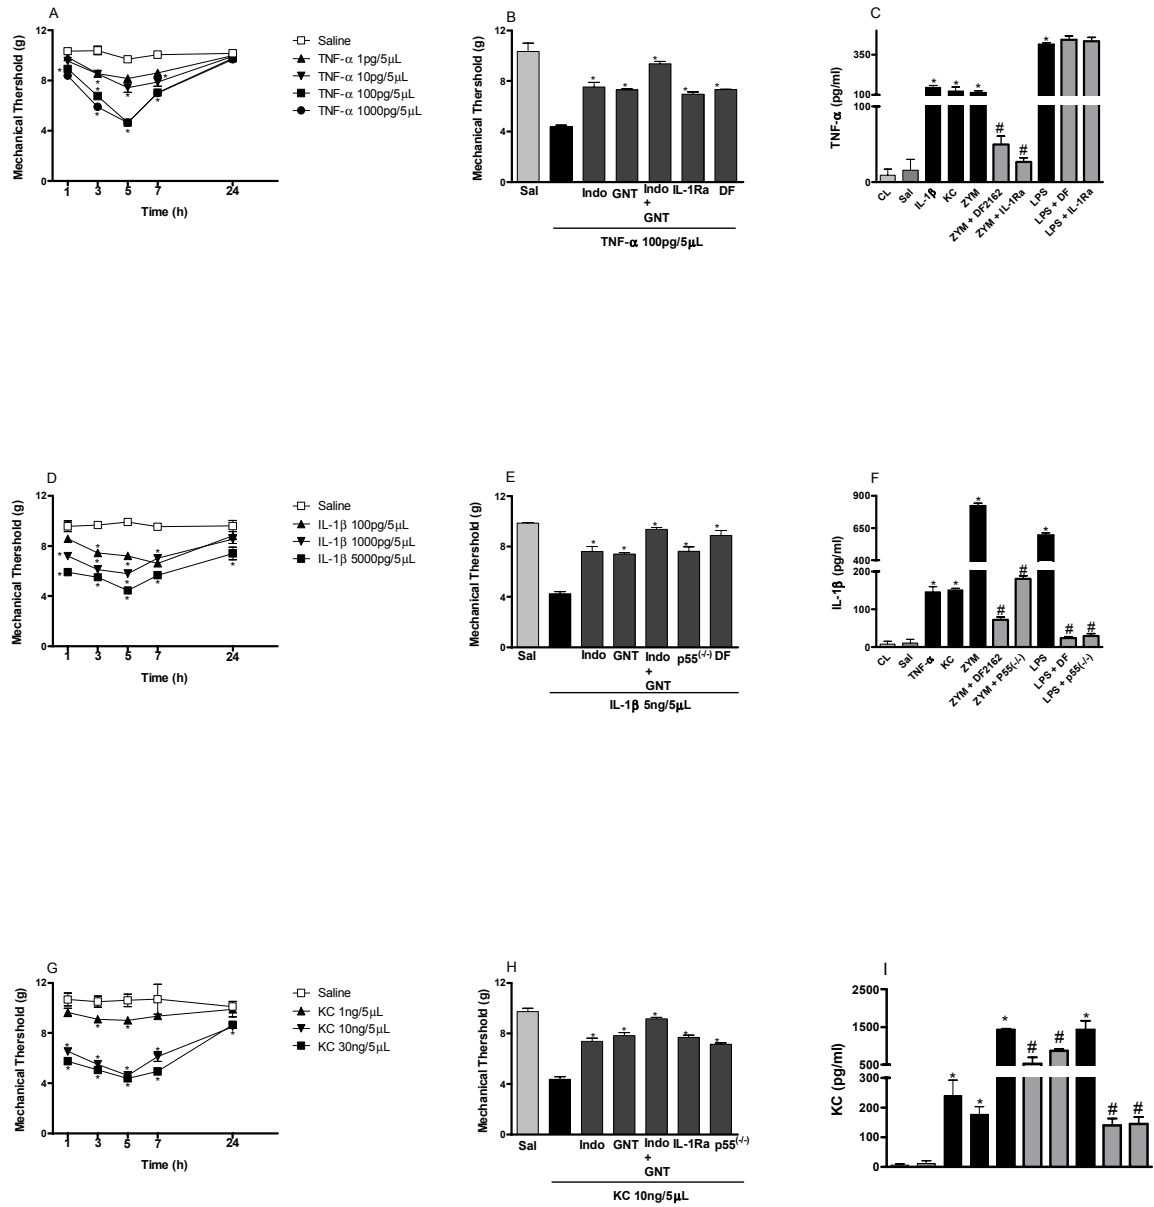 A
Mechanical Thershold (g)
12
8
4
0
1 3 5 7 24
Time (h)
Saline
TNF-α 1pg/5μL
TNF-α 10pg/5μL
TNF-α 100pg/5μL
TNF-α 1000pg/5μL
* * * * * * * * *
B
Mechanical Thershold (g)
12
8
4
0
* * * * *
Sal Indo GNT Indo IL-1Ra DF
+
GNT
TNF-α 100pg/5μL
C
TNF-α (pg/ml)
350
100
100
0
* * * # # *
CL Sal IL-1β KC ZYM ZYM + DF2162 ZYM + IL-1Ra LPS LPS + DF LPS + IL-1Ra
D
Mechanical Thershold (g)
12
8
4
0
1 3 5 7 24
Time (h)
Saline
IL-1β 100pg/5μL
IL-1β 1000pg/5μL
IL-1β 5000pg/5μL
* * * * * * * * *
E
Mechanical Thershold (g)
12
8
4
0
* * * * *
Sal Indo GNT Indo p55(-/-) DF
+
GNT
IL-1β 5ng/5μL
F
IL-1β (pg/ml)
900
650
400
200
100
0
* * * # # * # #
CL Sal TNF-α KC ZYM ZYM + DF2162 ZYM + P55(-/-) LPS LPS + DF LPS + p55(-/-)
G
Mechanical Thershold (g)
12
8
4
0
1 3 5 7 24
Time (h)
Saline
KC 1ng/5μL
KC 10ng/5μL
KC 30ng/5μL
* * * * * * * * * * *
H
Mechanical Thershold (g)
12
8
4
0
* * * * *
Sal Indo GNT Indo IL-1Ra p55(-/-)
+
GNT
KC 10ng/5μL
I
KC (pg/ml)
2500
1500
500
300
200
100
0
* * * # # * # #